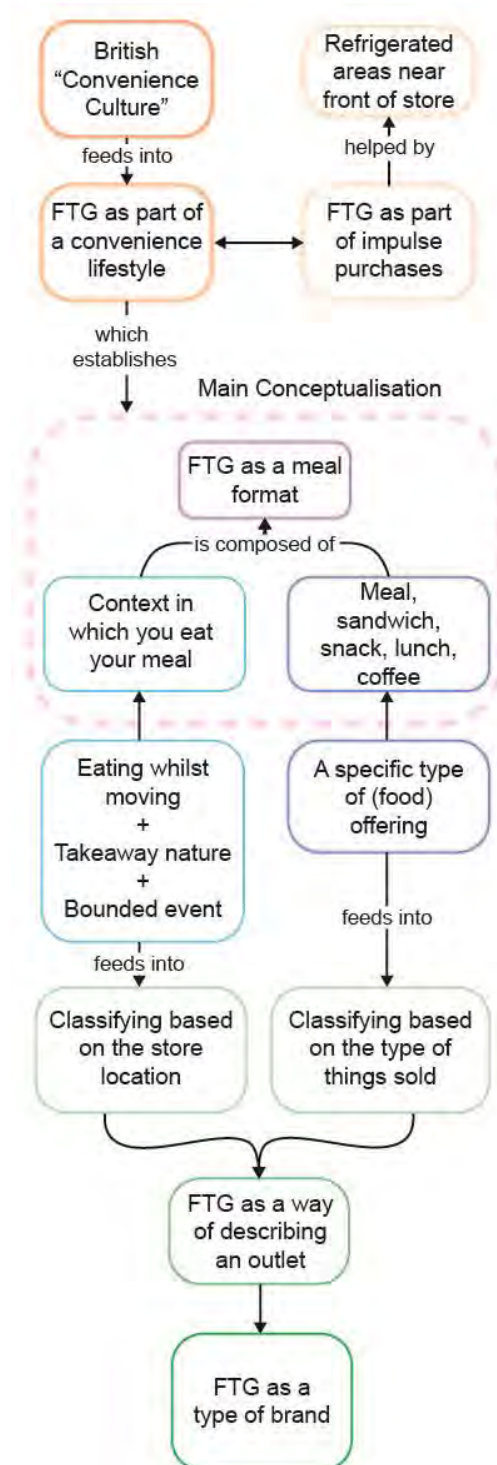 British
“Convenience
Culture”
Refrigerated
areas near
front of store
feeds into
helped by
FTG as part of
a convenience
lifestyle
FTG as part
of impulse
purchases
which
establishes
Main Conceptualisation
FTG as a meal
format
is composed of
Context in
which you eat
your meal
Meal,
sandwich,
snack, lunch,
coffee
Eating whilst
moving
+
Takeaway nature
+
Bounded event
A specific type
of (food)
offering
feeds into
feeds into
Classifying based
on the store
location
Classifying based
on the type of
things sold
FTG as a way
of describing
an outlet
FTG as a
type of brand